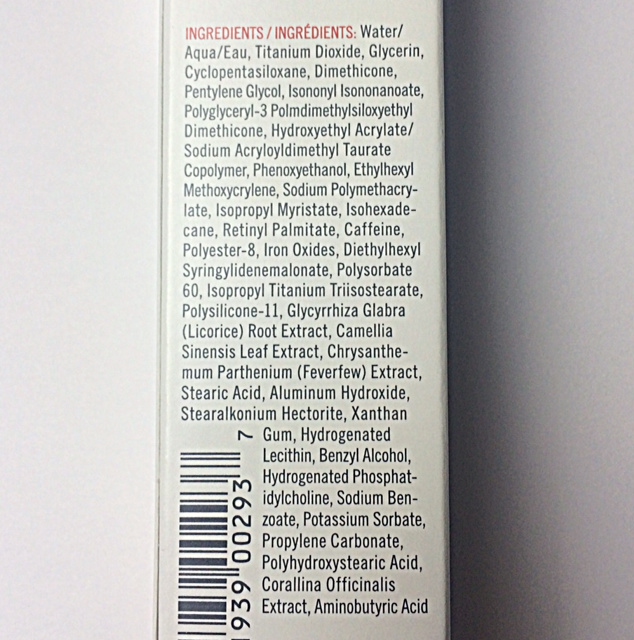 INGREDIENTS / INGRÉDIENTS: Water/
Aqua/Eau, Titanium Dioxide, Glycerin,
Cyclopentasiloxane, Dimethicone,
Pentylene Glycol, Isononyl Isononanoate,
Polyglyceryl-3 Polmdimethylsiloxyethyl
Dimethicone, Hydroxyethyl Acrylate/
Sodium Acryloyldimethyl Taurate
Copolymer, Phenoxyethanol, Ethylhexyl
Methoxycrylene, Sodium Polymethacry-
late, Isopropyl Myristate, Isohexade-
cane, Retinyl Palmitate, Caffeine,
Polyester-8, Iron Oxides, Diethylhexyl
Syringylidenemalonate, Polysorbate
60, Isopropyl Titanium Triisostearate,
Polysilicone-11, Glycyrrhiza Glabra
(Licorice) Root Extract, Camellia
Sinensis Leaf Extract, Chrysanthe-
mum Parthenium (Feverfew) Extract,
Stearic Acid, Aluminum Hydroxide,
Stearalkonium Hectorite, Xanthan
Gum, Hydrogenated
Lecithin, Benzyl Alcohol,
Hydrogenated Phosphat-
idylcholine, Sodium Ben-
zoate, Potassium Sorbate,
Propylene Carbonate,
Polyhydroxystearic Acid,
Corallina Officinalis
Extract, Aminobutyric Acid
939 00293 7